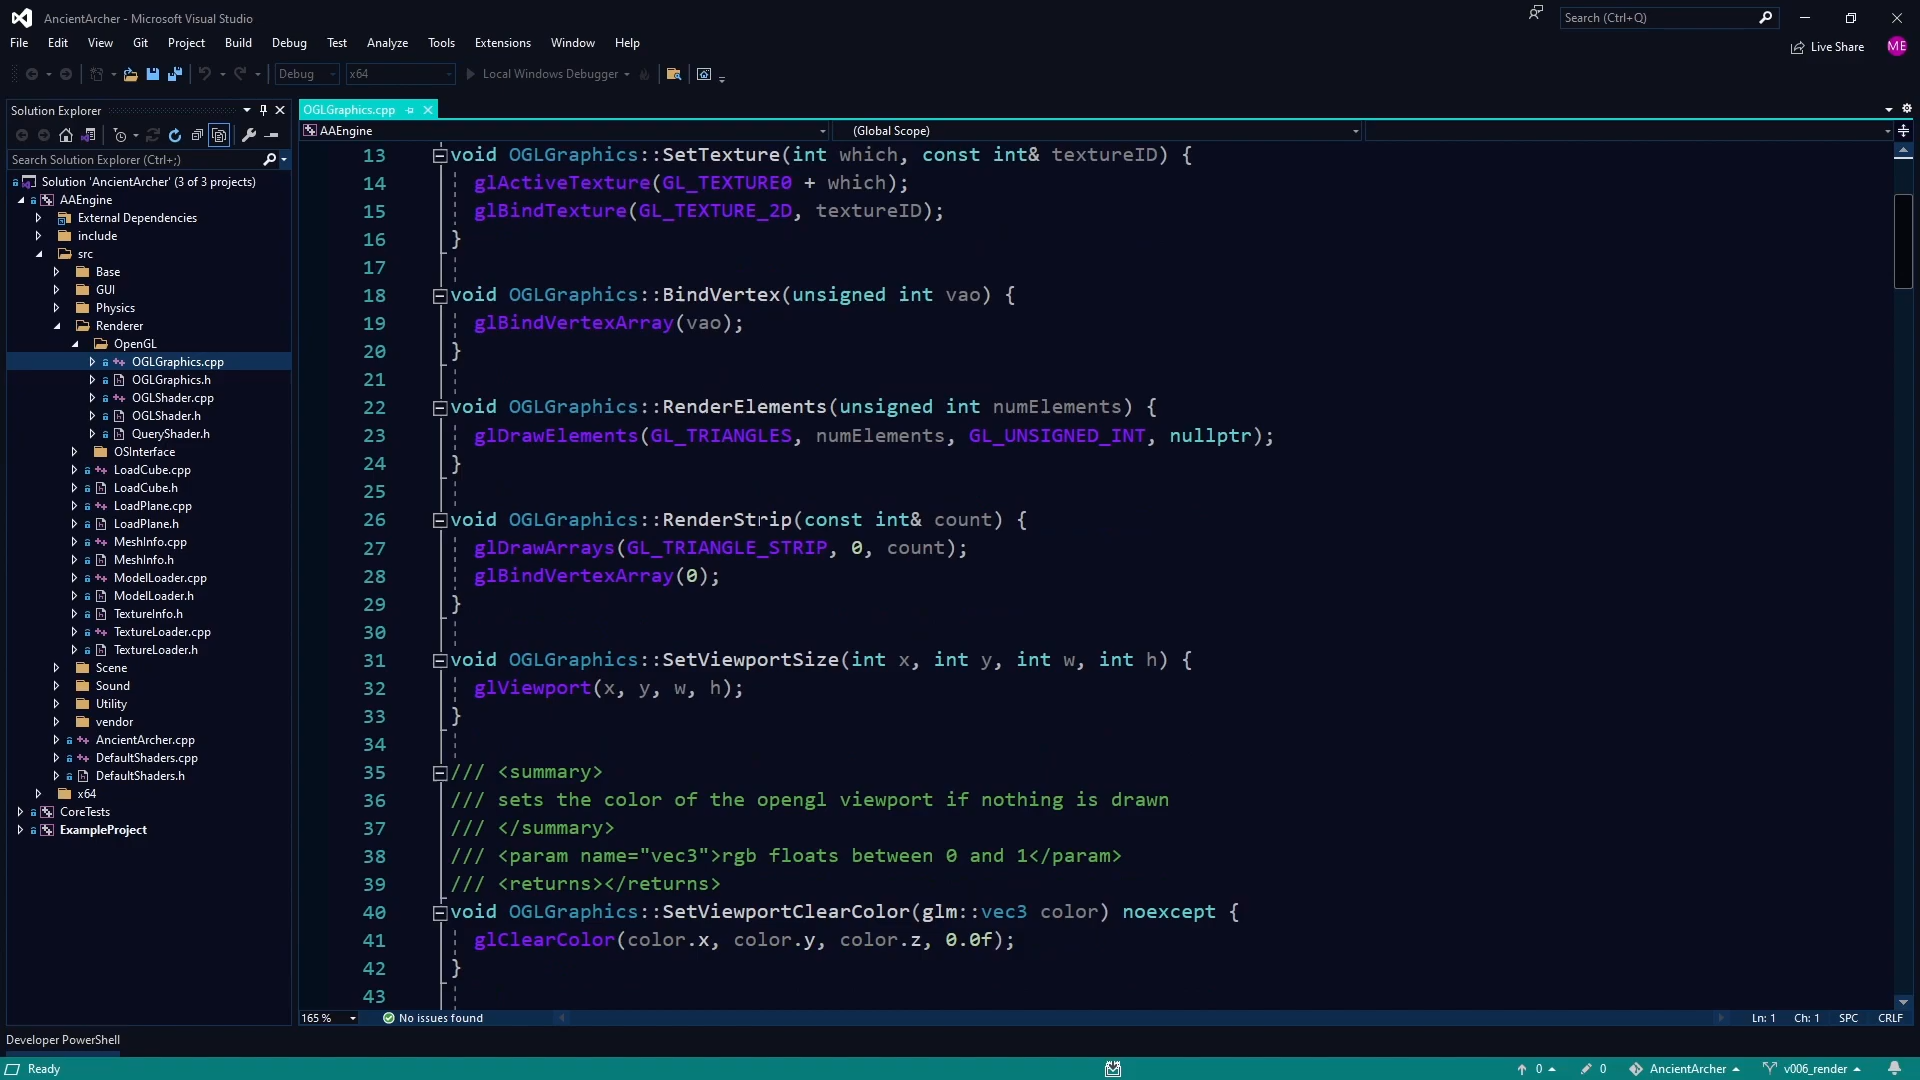 AncientArcher - Microsoft Visual Studio
Search (Ctrl+Q)
File Edit View Git Project Build Debug Test Analyze Tools Extensions Window Help
Live Share
ME
Debug x64 Local Windows Debugger
Solution Explorer
Search Solution Explorer (Ctrl+;)
Solution 'AncientArcher' (3 of 3 projects)
AAEngine
External Dependencies
include
src
Base
GUI
Physics
Renderer
OpenGL
OGLGraphics.cpp
OGLGraphics.h
OGLShader.cpp
OGLShader.h
QueryShader.h
OSInterface
LoadCube.cpp
LoadCube.h
LoadPlane.cpp
LoadPlane.h
MeshInfo.cpp
MeshInfo.h
ModelLoader.cpp
ModelLoader.h
TextureInfo.h
TextureLoader.cpp
TextureLoader.h
Scene
Sound
Utility
vendor
AncientArcher.cpp
DefaultShaders.cpp
DefaultShaders.h
x64
CoreTests
ExampleProject
OGLGraphics.cpp
AAEngine (Global Scope)
13 void OGLGraphics::SetTexture(int which, const int& textureID) {
14 glActiveTexture(GL_TEXTURE0 + which);
15 glBindTexture(GL_TEXTURE_2D, textureID);
16 }
17
18 void OGLGraphics::BindVertex(unsigned int vao) {
19 glBindVertexArray(vao);
20 }
21
22 void OGLGraphics::RenderElements(unsigned int numElements) {
23 glDrawElements(GL_TRIANGLES, numElements, GL_UNSIGNED_INT, nullptr);
24 }
25
26 void OGLGraphics::RenderStrip(const int& count) {
27 glDrawArrays(GL_TRIANGLE_STRIP, 0, count);
28 glBindVertexArray(0);
29 }
30
31 void OGLGraphics::SetViewportSize(int x, int y, int w, int h) {
32 glViewport(x, y, w, h);
33 }
34
35 /// <summary>
36 /// sets the color of the opengl viewport if nothing is drawn
37 /// </summary>
38 /// <param name="vec3">rgb floats between 0 and 1</param>
39 /// <returns></returns>
40 void OGLGraphics::SetViewportClearColor(glm::vec3 color) noexcept {
41 glClearColor(color.x, color.y, color.z, 0.0f);
42 }
43
165 % No issues found Ln: 1 Ch: 1 SPC CRLF
Developer PowerShell
Ready 0 0 AncientArcher v006_render